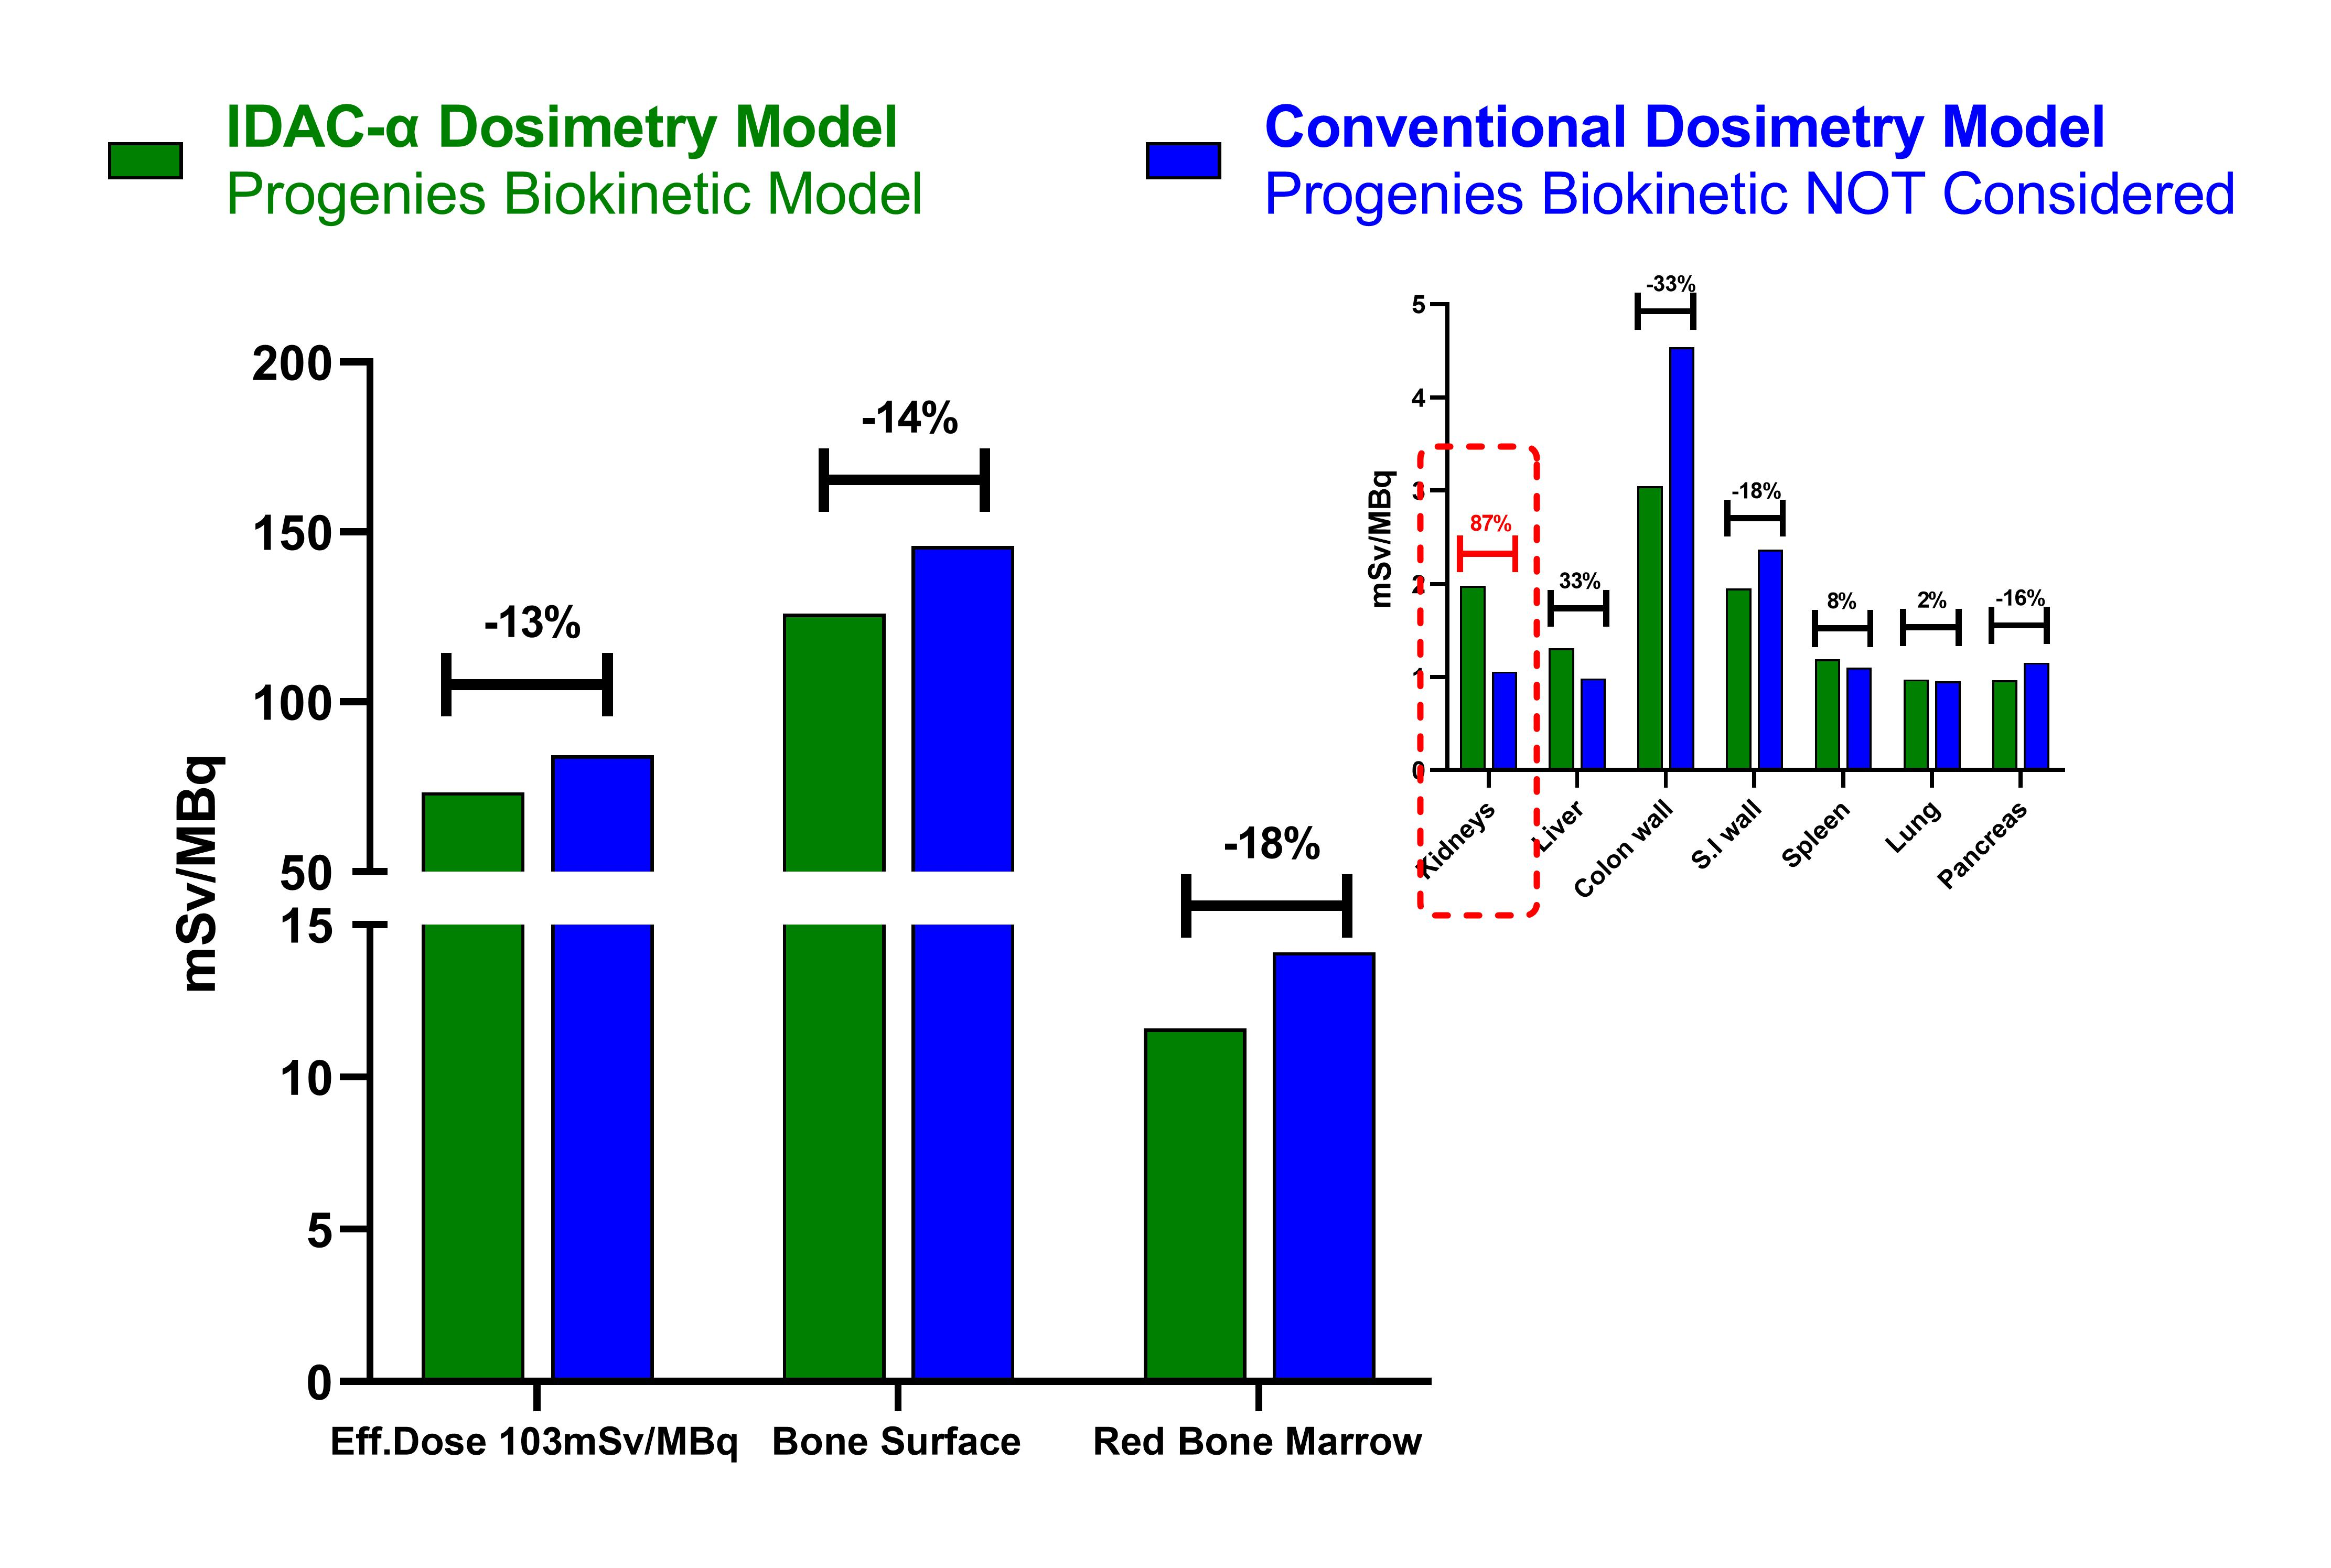 IDAC-α Dosimetry Model
Progenies Biokinetic Model
Conventional Dosimetry Model
Progenies Biokinetic NOT Considered
mSv/MBq
200
150
100
50
15
10
5
0
-13%
-14%
-18%
Eff.Dose 103mSv/MBq
Bone Surface
Red Bone Marrow
mSv/MBq
5
4
3
2
1
0
87%
33%
-33%
-18%
8%
2%
-16%
Kidneys
Liver
Colon wall
S.I wall
Spleen
Lung
Pancreas